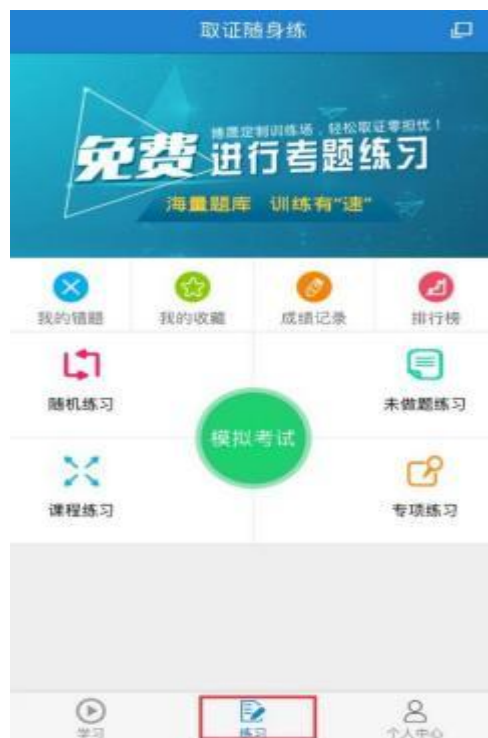 取证随身练
博慧定制训练场，轻松取证零担忧！
免费进行考题练习
海量题库 训练有"速"
我的错题 我的收藏 成绩记录 排行榜
随机练习 未做题练习
模拟考试
课程练习 专项练习
学习 练习 个人中心